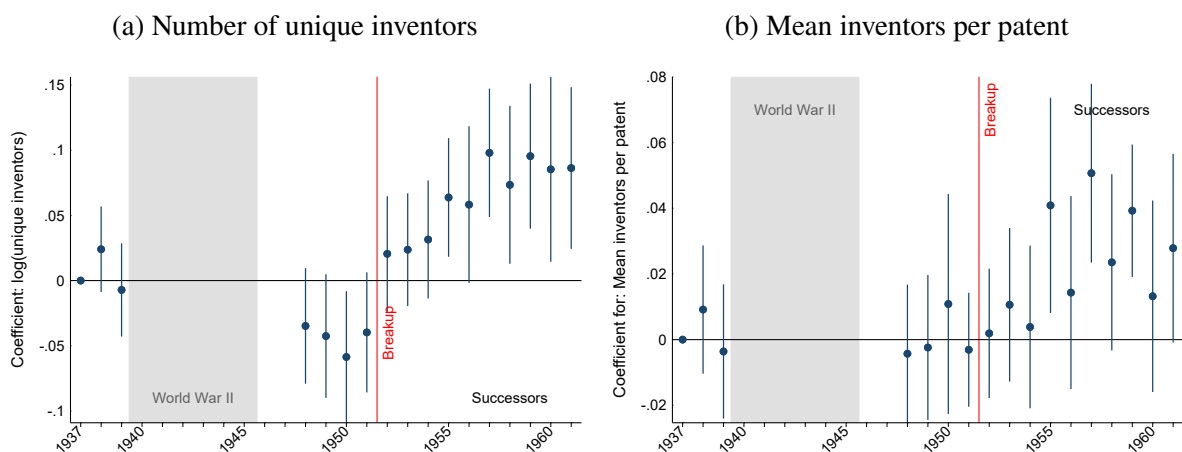 (a) Number of unique inventors
Coefficient: log(unique inventors)
.15
.1
.05
0
-.05
-.1
World War II
Breakup
Successors
1937
1940
1945
1950
1955
1960
(b) Mean inventors per patent
Coefficient for: Mean inventors per patent
.08
.06
.04
.02
0
-.02
World War II
Breakup
Successors
1937
1940
1945
1950
1955
1960